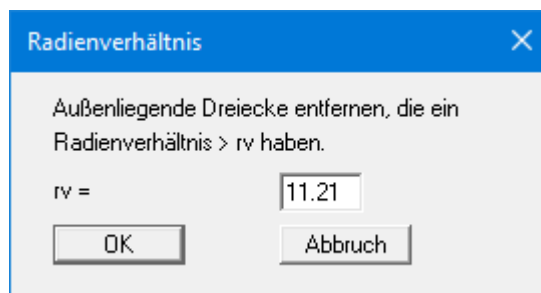 Radienverhältnis
Außenliegende Dreiecke entfernen, die ein
Radienverhältnis > rv haben.
rv = 11.21
OK Abbruch